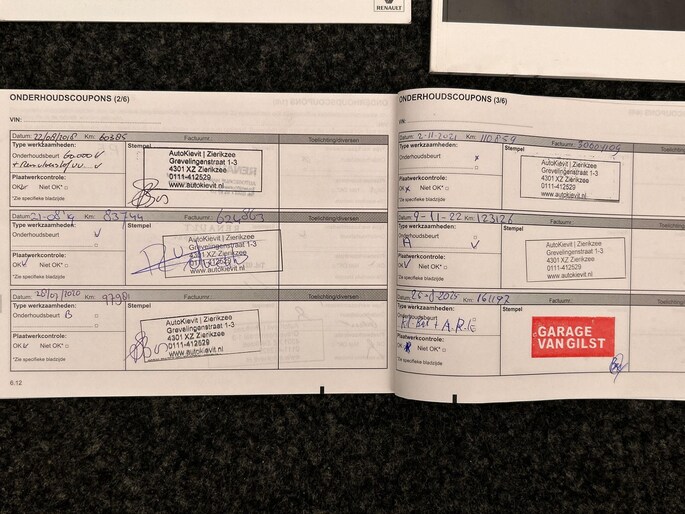 RENAULT
ONDERHOUDSCOUPONS (2/6)
VIN:
Datum: 22/08/2018 Km: 60385 Factuurnr.: Toelichting/diversen
Type werkzaamheden: Stempel
Onderhoudsbeurt 60.000 V
Plaatwerkcontrole:
OK Niet OK*
*Zie specifieke bladzijde
AutoKievit | Zierikzee
Grevelingenstraat 1-3
4301 XZ Zierikzee
0111-412529
www.autokievit.nl
Datum: 21-08-19 Km: 83744 Factuurnr.: 624863 Toelichting/diversen
Type werkzaamheden: Stempel
Onderhoudsbeurt V
Plaatwerkcontrole:
OK V Niet OK*
*Zie specifieke bladzijde
AutoKievit | Zierikzee
Grevelingenstraat 1-3
4301 XZ Zierikzee
0111-412529
www.autokievit.nl
Datum: 28/07/2020 Km: Factuurnr.: Toelichting/diversen
Type werkzaamheden: Stempel
Onderhoudsbeurt B
Plaatwerkcontrole:
OK V Niet OK*
*Zie specifieke bladzijde
AutoKievit | Zierikzee
Grevelingenstraat 1-3
4301 XZ Zierikzee
0111-412529
www.autokievit.nl
6.12
ONDERHOUDSCOUPONS (3/6)
VIN:
Datum: 2-11-2021 Km: 110859 Factuurnr.: Toelichting/diversen
Type werkzaamheden: Stempel
Onderhoudsbeurt x
Plaatwerkcontrole:
OK x Niet OK*
*Zie specifieke bladzijde
AutoKievit | Zierikzee
Grevelingenstraat 1-3
4301 XZ Zierikzee
0111-412529
www.autokievit.nl
Datum: 9-11-22 Km: 123126 Factuurnr.: Toelichting/diversen
Type werkzaamheden: Stempel
Onderhoudsbeurt
A V
Plaatwerkcontrole:
OK V Niet OK*
*Zie specifieke bladzijde
AutoKievit | Zierikzee
Grevelingenstraat 1-3
4301 XZ Zierikzee
0111-412529
www.autokievit.nl
Datum: Km: 161197 Factuurnr.: Toelichting/diversen
Type werkzaamheden: Stempel
Onderhoudsbeurt
Plaatwerkcontrole:
OK Niet OK*
*Zie specifieke bladzijde
GARAGE
VAN GILST